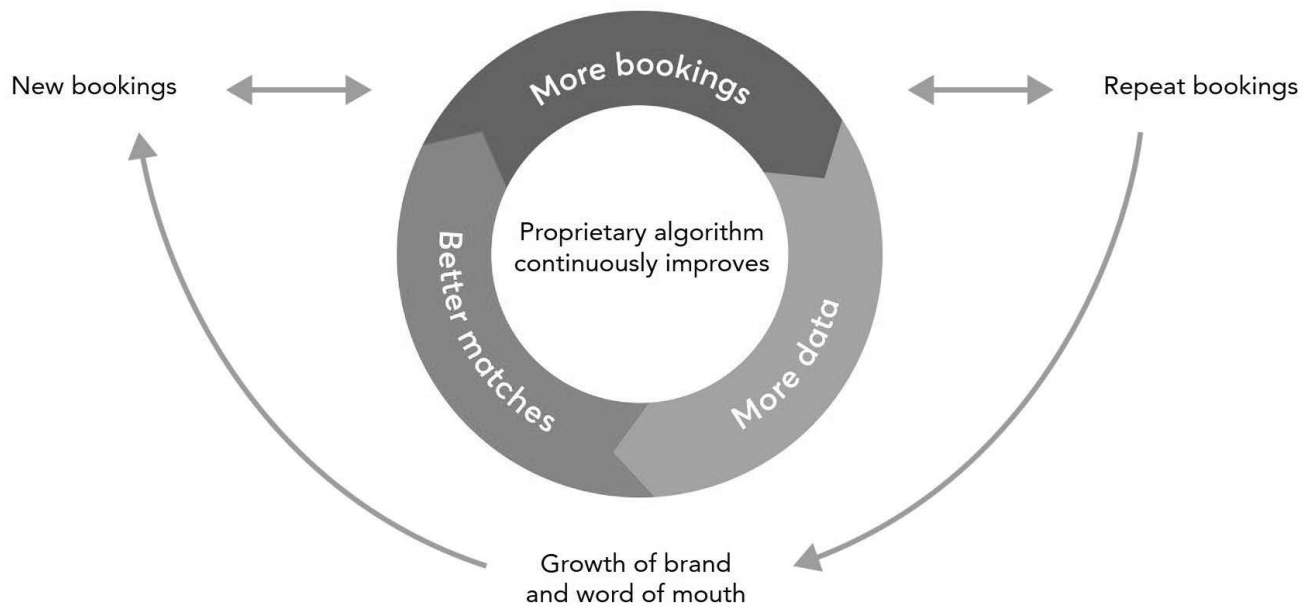 More bookings
New bookings
Repeat bookings
Proprietary algorithm
continuously improves
Better matches
More data
Growth of brand
and word of mouth